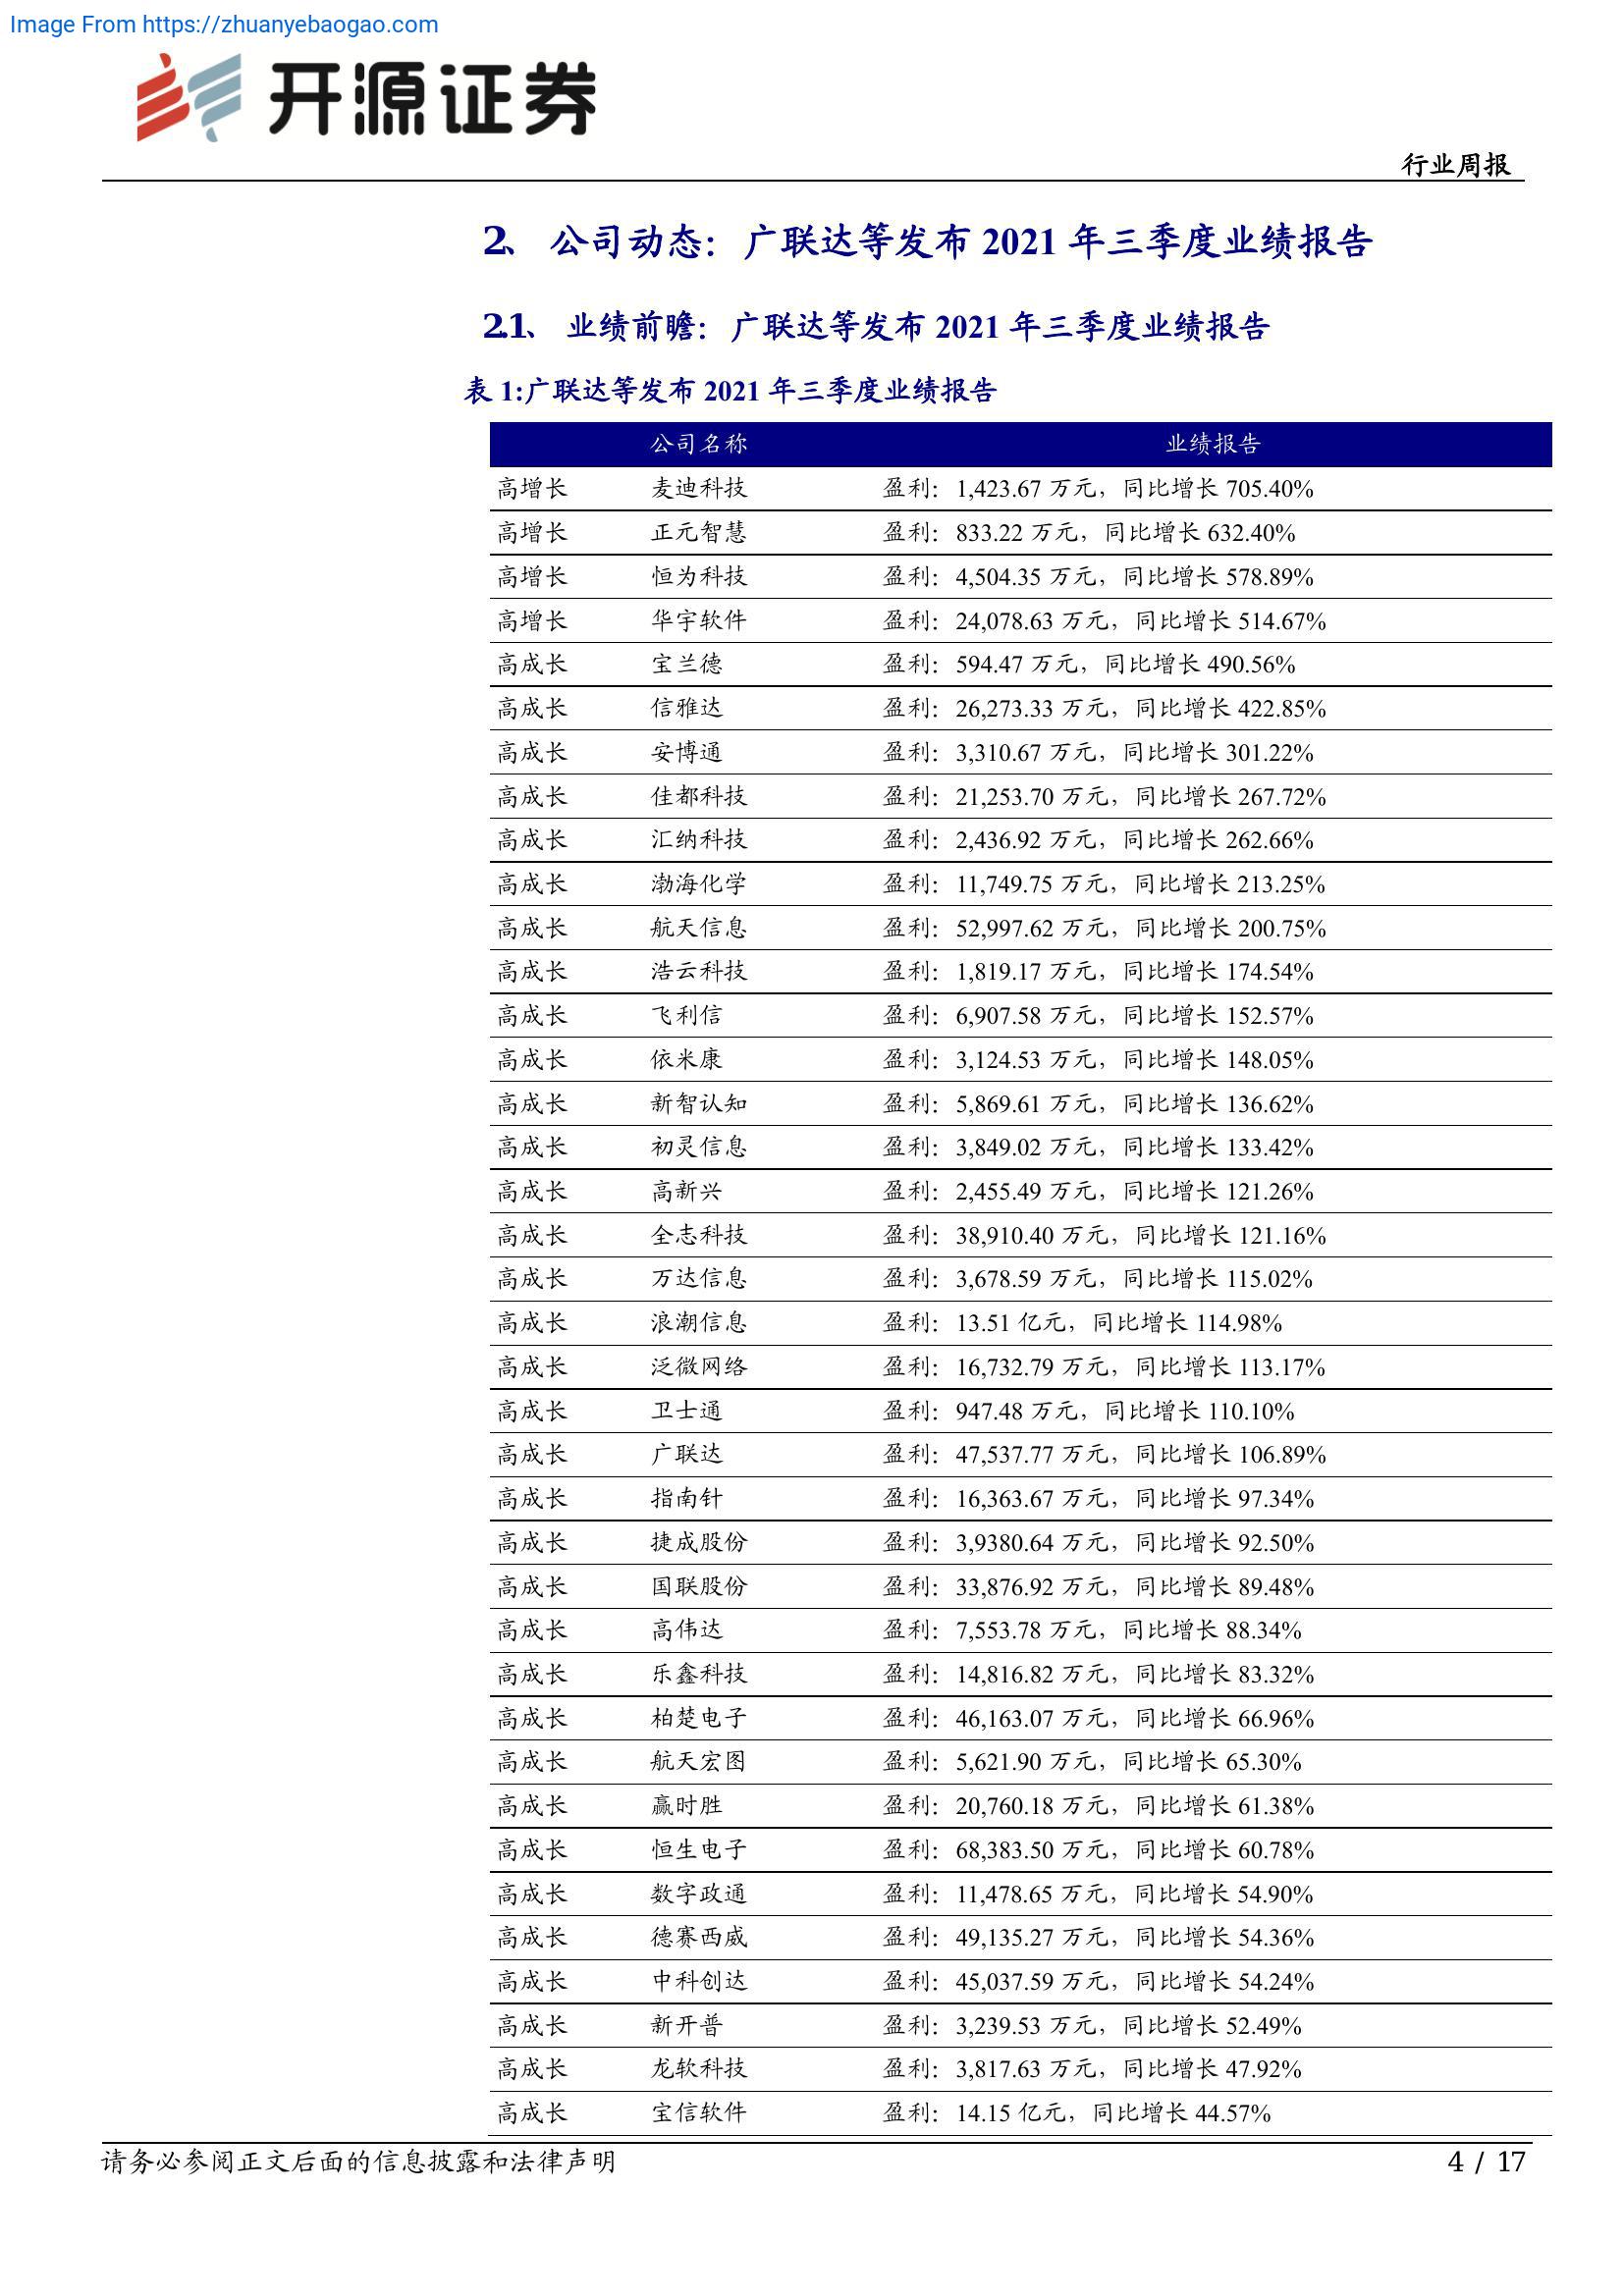 Image From https://zhuanyebaogao.com
开源证券
行业周报
2、 公司动态：广联达等发布 2021 年三季度业绩报告
2.1、 业绩前瞻：广联达等发布 2021 年三季度业绩报告
表 1:广联达等发布 2021 年三季度业绩报告
公司名称 业绩报告
高增长 麦迪科技 盈利：1,423.67 万元，同比增长 705.40%
高增长 正元智慧 盈利：833.22 万元，同比增长 632.40%
高增长 恒为科技 盈利：4,504.35 万元，同比增长 578.89%
高增长 华宇软件 盈利：24,078.63 万元，同比增长 514.67%
高成长 宝兰德 盈利：594.47 万元，同比增长 490.56%
高成长 信雅达 盈利：26,273.33 万元，同比增长 422.85%
高成长 安博通 盈利：3,310.67 万元，同比增长 301.22%
高成长 佳都科技 盈利：21,253.70 万元，同比增长 267.72%
高成长 汇纳科技 盈利：2,436.92 万元，同比增长 262.66%
高成长 渤海化学 盈利：11,749.75 万元，同比增长 213.25%
高成长 航天信息 盈利：52,997.62 万元，同比增长 200.75%
高成长 浩云科技 盈利：1,819.17 万元，同比增长 174.54%
高成长 飞利信 盈利：6,907.58 万元，同比增长 152.57%
高成长 依米康 盈利：3,124.53 万元，同比增长 148.05%
高成长 新智认知 盈利：5,869.61 万元，同比增长 136.62%
高成长 初灵信息 盈利：3,849.02 万元，同比增长 133.42%
高成长 高新兴 盈利：2,455.49 万元，同比增长 121.26%
高成长 全志科技 盈利：38,910.40 万元，同比增长 121.16%
高成长 万达信息 盈利：3,678.59 万元，同比增长 115.02%
高成长 浪潮信息 盈利：13.51 亿元，同比增长 114.98%
高成长 泛微网络 盈利：16,732.79 万元，同比增长 113.17%
高成长 卫士通 盈利：947.48 万元，同比增长 110.10%
高成长 广联达 盈利：47,537.77 万元，同比增长 106.89%
高成长 指南针 盈利：16,363.67 万元，同比增长 97.34%
高成长 捷成股份 盈利：3,9380.64 万元，同比增长 92.50%
高成长 国联股份 盈利：33,876.92 万元，同比增长 89.48%
高成长 高伟达 盈利：7,553.78 万元，同比增长 88.34%
高成长 乐鑫科技 盈利：14,816.82 万元，同比增长 83.32%
高成长 柏楚电子 盈利：46,163.07 万元，同比增长 66.96%
高成长 航天宏图 盈利：5,621.90 万元，同比增长 65.30%
高成长 赢时胜 盈利：20,760.18 万元，同比增长 61.38%
高成长 恒生电子 盈利：68,383.50 万元，同比增长 60.78%
高成长 数字政通 盈利：11,478.65 万元，同比增长 54.90%
高成长 德赛西威 盈利：49,135.27 万元，同比增长 54.36%
高成长 中科创达 盈利：45,037.59 万元，同比增长 54.24%
高成长 新开普 盈利：3,239.53 万元，同比增长 52.49%
高成长 龙软科技 盈利：3,817.63 万元，同比增长 47.92%
高成长 宝信软件 盈利：14.15 亿元，同比增长 44.57%
请务必参阅正文后面的信息披露和法律声明 4 / 17